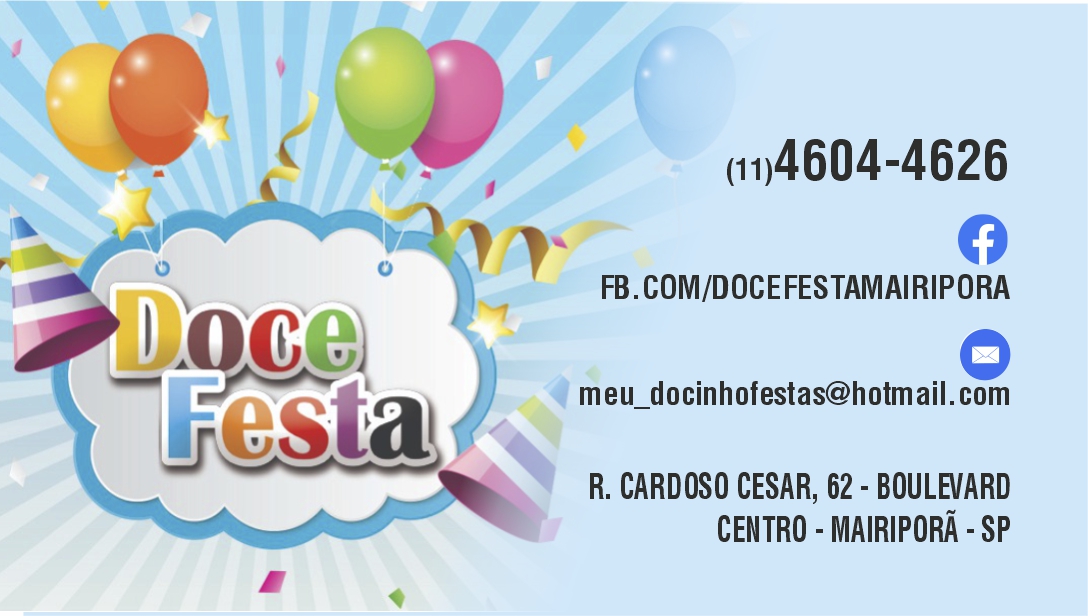 Doce
Festa
(11)4604-4626
FB.COM/DOCEFESTAMAIRIPORA
meu_docinhofestas@hotmail.com
R. CARDOSO CESAR, 62 - BOULEVARD
CENTRO - MAIRIPORÃ - SP